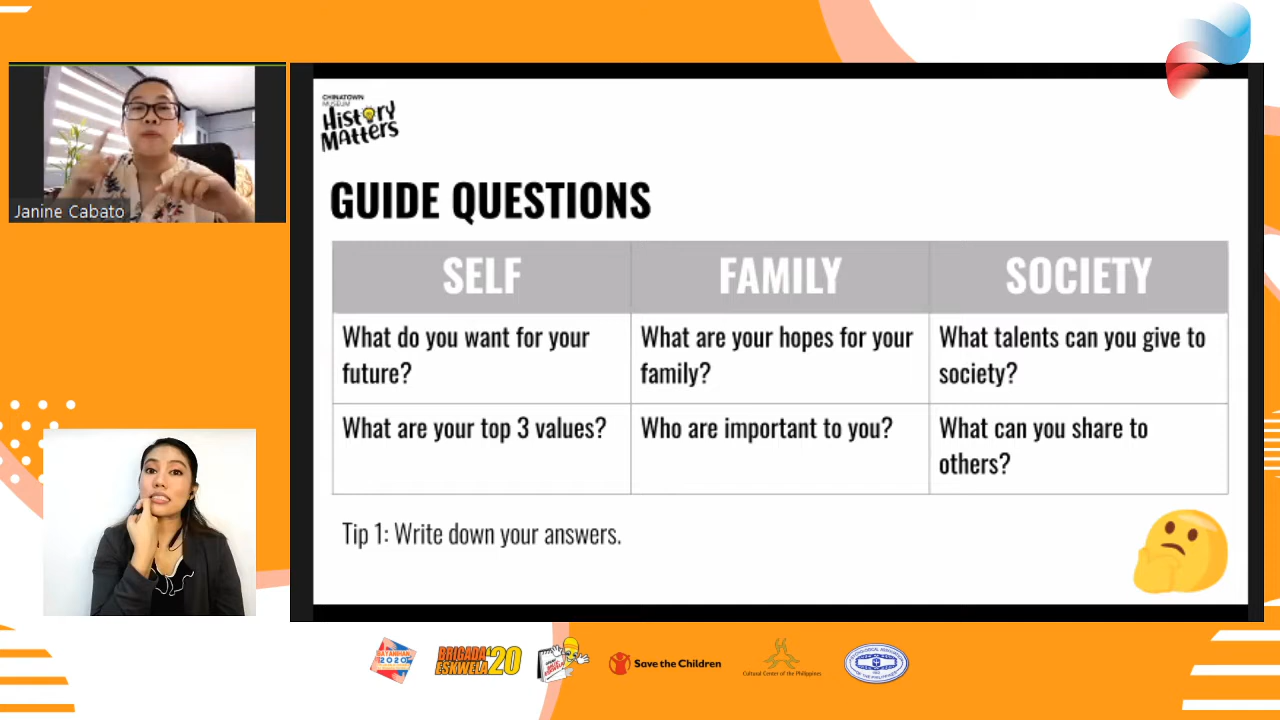 Janine Cabato
CHINATOWN
MUSEUM
History
Matters
GUIDE QUESTIONS
SELF
FAMILY
SOCIETY
What do you want for your
future?
What are your hopes for your
family?
What talents can you give to
society?
What are your top 3 values?
Who are important to you?
What can you share to
others?
Tip 1: Write down your answers.
2020
BRIGADA
ESKWELA
'20
Save the Children
Cultural Center of the Philippines